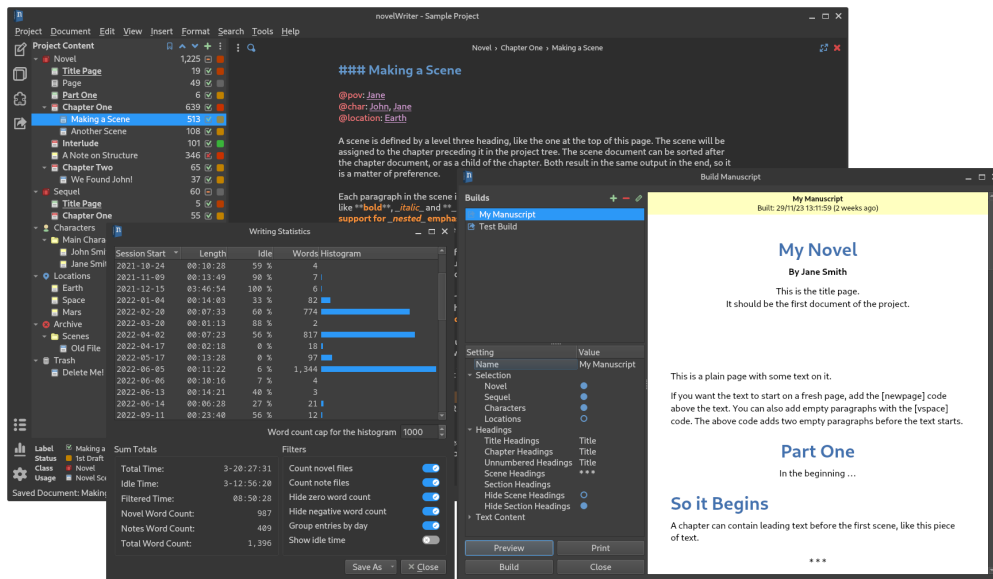 novelWriter - Sample Project
Project Document Edit View Insert Format Search Tools Help
Project Content
Novel 1,225
Title Page 19
Page 49
Part One 6
Chapter One 639
Making a Scene 513
Another Scene 108
Interlude 101
A Note on Structure 346
Chapter Two 65
We Found John! 37
Sequel 60
Title Page 5
Chapter One 55
Characters
Main Chara
John Smi
Jane Smi
Locations
Earth
Space
Mars
Archive
Scenes
Old File
Trash
Delete Me!
Label Making a
Status 1st Draft
Class Novel
Usage Novel Sce
Saved Document: Making
Novel › Chapter One › Making a Scene
### Making a Scene
@pov: Jane
@char: John, Jane
@location: Earth
A scene is defined by a level three heading, like the one at the top of this page. The scene will be
assigned to the chapter preceding it in the project tree. The scene document can be sorted after
the chapter document, or as a child of the chapter. Both result in the same output in the end, so it
is a matter of preference.
Each paragraph in the scene i
like **bold**, _italic_ and **_
support for _nested_ empha
Writing Statistics
Session Start Length Idle Words Histogram
2021-10-24 00:10:28 59 % 4
2021-11-09 00:13:49 90 % 7
2021-12-15 03:46:54 100 % 6
2022-01-04 00:14:03 33 % 82
2022-02-20 00:07:33 60 % 774
2022-03-20 00:01:13 88 % 2
2022-04-02 00:07:23 56 % 817
2022-04-17 00:02:18 0 % 18
2022-05-17 00:13:28 0 % 97
2022-06-05 00:11:22 6 % 1,344
2022-06-06 00:10:16 7 % 4
2022-06-13 00:14:21 40 % 3
2022-06-14 00:06:28 27 % 21
2022-09-11 00:23:40 56 % 12
Word count cap for the histogram 1000
Sum Totals
Total Time: 3-20:27:31
Idle Time: 3-12:56:20
Filtered Time: 08:50:28
Novel Word Count: 987
Notes Word Count: 409
Total Word Count: 1,396
Filters
Count novel files
Count note files
Hide zero word count
Hide negative word count
Group entries by day
Show idle time
Save As
Close
Build Manuscript
Builds
My Manuscript
Test Build
Setting Value
Name My Manuscript
Selection
Novel
Sequel
Characters
Locations
Headings
Title Headings Title
Chapter Headings Title
Unnumbered Headings Title
Scene Headings * * *
Section Headings
Hide Scene Headings
Hide Section Headings
Text Content
Preview Print
Build Close
My Manuscript
Built: 29/11/23 13:11:59 (2 weeks ago)
My Novel
By Jane Smith
This is the title page.
It should be the first document of the project.
This is a plain page with some text on it.
If you want the text to start on a fresh page, add the [newpage] code
above the text. You can also add empty paragraphs with the [vspace]
code. The above code adds two empty paragraphs before the text starts.
Part One
In the beginning ...
So it Begins
A chapter can contain leading text before the first scene, like this piece
of text.
* * *